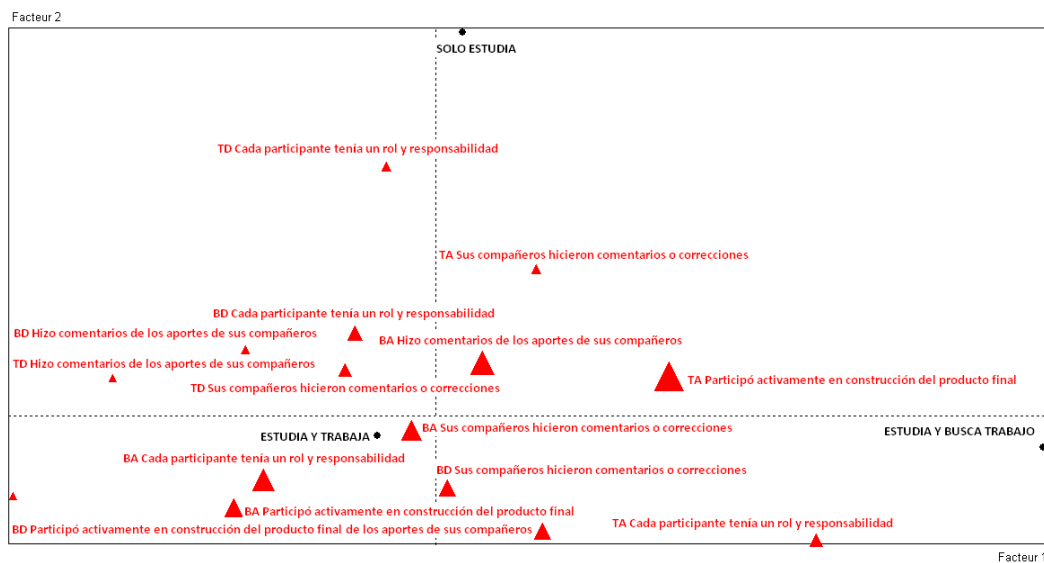 Facteur 2
SOLO ESTUDIA
TD Cada participante tenía un rol y responsabilidad
TA Sus compañeros hicieron comentarios o correcciones
BD Cada participante tenía un rol y responsabilidad
BD Hizo comentarios de los aportes de sus compañeros
BA Hizo comentarios de los aportes de sus compañeros
TD Hizo comentarios de los aportes de sus compañeros
TA Participó activamente en construcción del producto final
TD Sus compañeros hicieron comentarios o correcciones
BA Sus compañeros hicieron comentarios o correcciones
ESTUDIA Y BUSCA TRABAJO
ESTUDIA Y TRABAJA
BA Cada participante tenía un rol y responsabilidad
BD Sus compañeros hicieron comentarios o correcciones
BA Participó activamente en construcción del producto final
TA Cada participante tenía un rol y responsabilidad
BD Participó activamente en construcción del producto final de los aportes de sus compañeros
Facteur 1